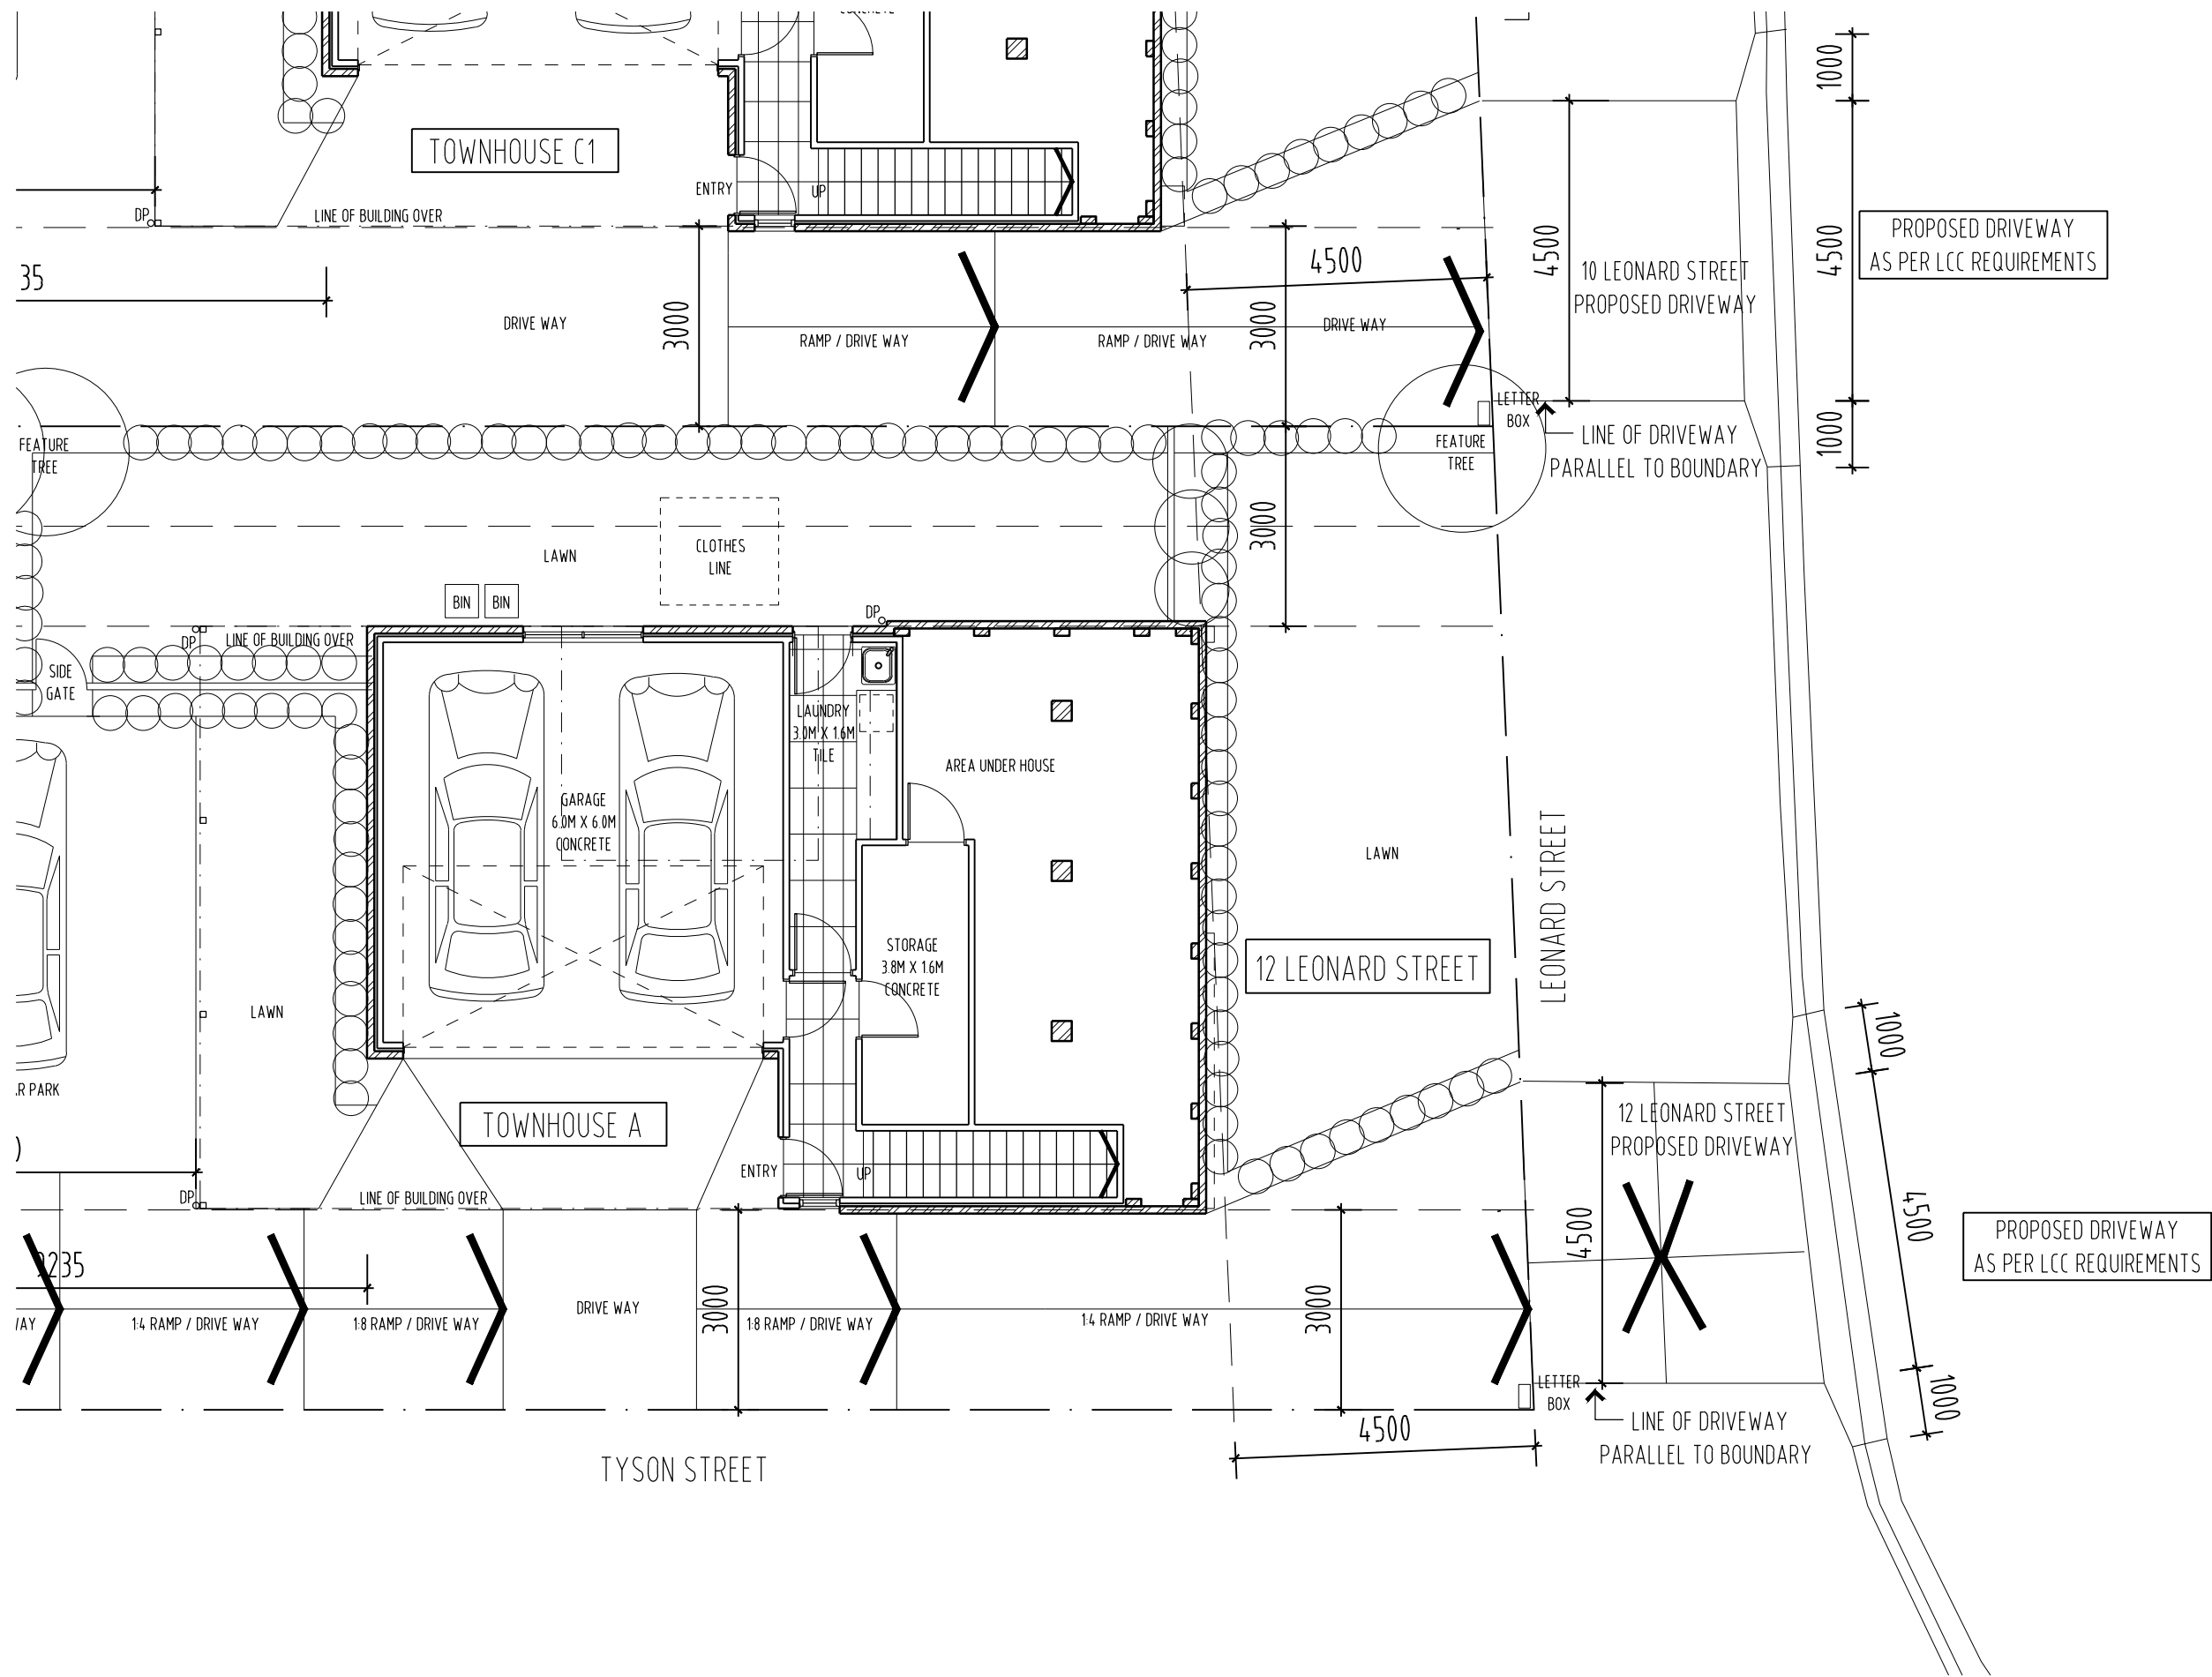 CONCRETE
1000
TOWNHOUSE C1
ENTRY
UP
DP
LINE OF BUILDING OVER
4500
4500
4500
PROPOSED DRIVEWAY
AS PER LCC REQUIREMENTS
10 LEONARD STREET
PROPOSED DRIVEWAY
35
DRIVE WAY
3000
RAMP / DRIVE WAY
RAMP / DRIVE WAY
3000
DRIVE WAY
LETTER
BOX
1000
FEATURE
TREE
FEATURE
TREE
LINE OF DRIVEWAY
PARALLEL TO BOUNDARY
3000
LAWN
CLOTHES
LINE
BIN
BIN
DP
DP
LINE OF BUILDING OVER
SIDE
GATE
LAUNDRY
3.0M X 1.6M
TILE
AREA UNDER HOUSE
GARAGE
6.0M X 6.0M
CONCRETE
LAWN
LEONARD STREET
STORAGE
3.8M X 1.6M
CONCRETE
12 LEONARD STREET
LAWN
1000
R PARK
TOWNHOUSE A
12 LEONARD STREET
PROPOSED DRIVEWAY
)
ENTRY
UP
DP
LINE OF BUILDING OVER
4500
4500
PROPOSED DRIVEWAY
AS PER LCC REQUIREMENTS
9235
WAY
1:4 RAMP / DRIVE WAY
1:8 RAMP / DRIVE WAY
DRIVE WAY
3000
1:8 RAMP / DRIVE WAY
1:4 RAMP / DRIVE WAY
3000
LETTER
BOX
1000
LINE OF DRIVEWAY
PARALLEL TO BOUNDARY
4500
TYSON STREET